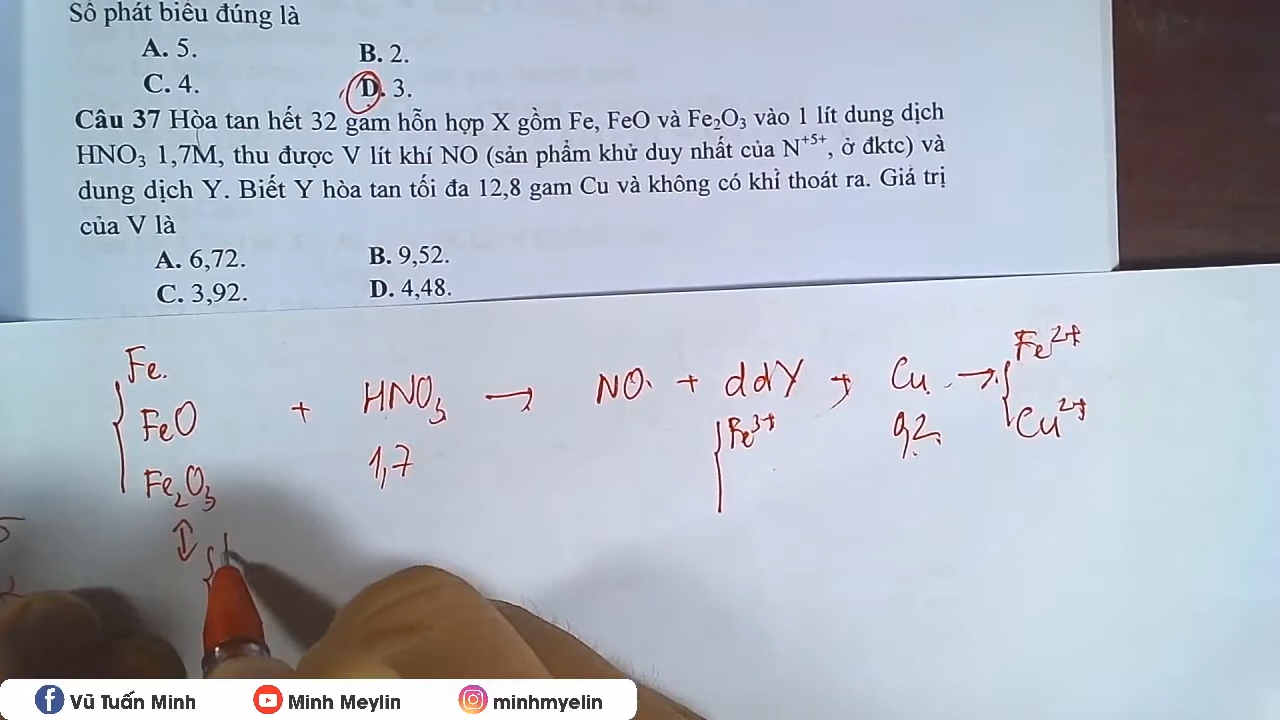 Số phát biểu đúng là
A. 5. B. 2.
C. 4. D. 3.
Câu 37 Hòa tan hết 32 gam hỗn hợp X gồm Fe, FeO và Fe₂O₃ vào 1 lít dung dịch
HNO₃ 1,7M, thu được V lít khí NO (sản phẩm khử duy nhất của N⁺⁵⁺, ở đktc) và
dung dịch Y. Biết Y hòa tan tối đa 12,8 gam Cu và không có khí thoát ra. Giá trị
của V là
A. 6,72. B. 9,52.
C. 3,92. D. 4,48.
Fe.
FeO
Fe₂O₃
+ HNO₃ → NO + ddY + Cu → Fe²⁺
Cu²⁺
1,7
Fe³⁺
0,2
Vũ Tuấn Minh Minh Meylin minhmyelin